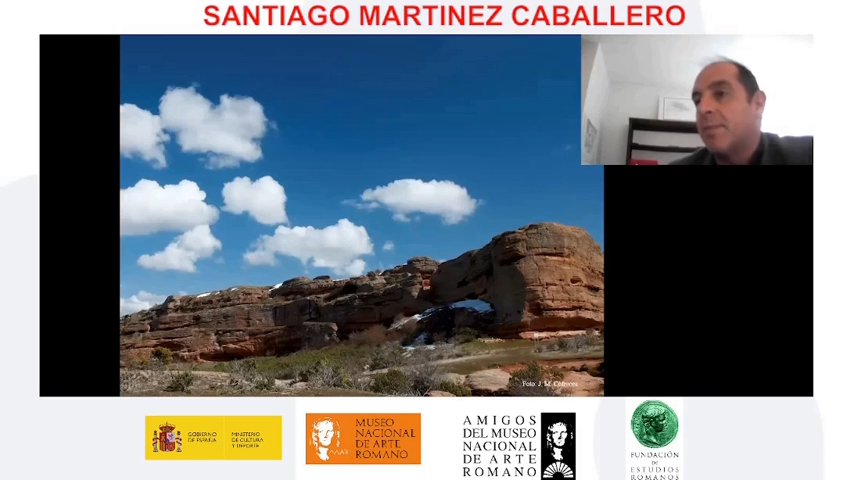 SANTIAGO MARTINEZ CABALLERO
Foto: J. M. Cófreces
GOBIERNO
DE ESPAÑA
MINISTERIO
DE CULTURA
Y DEPORTE
MUSEO
NACIONAL
DE ARTE
ROMANO
AMIGOS
DEL MUSEO
NACIONAL
DE ARTE
ROMANO
FUNDACIÓN
DE
ESTUDIOS
ROMANOS